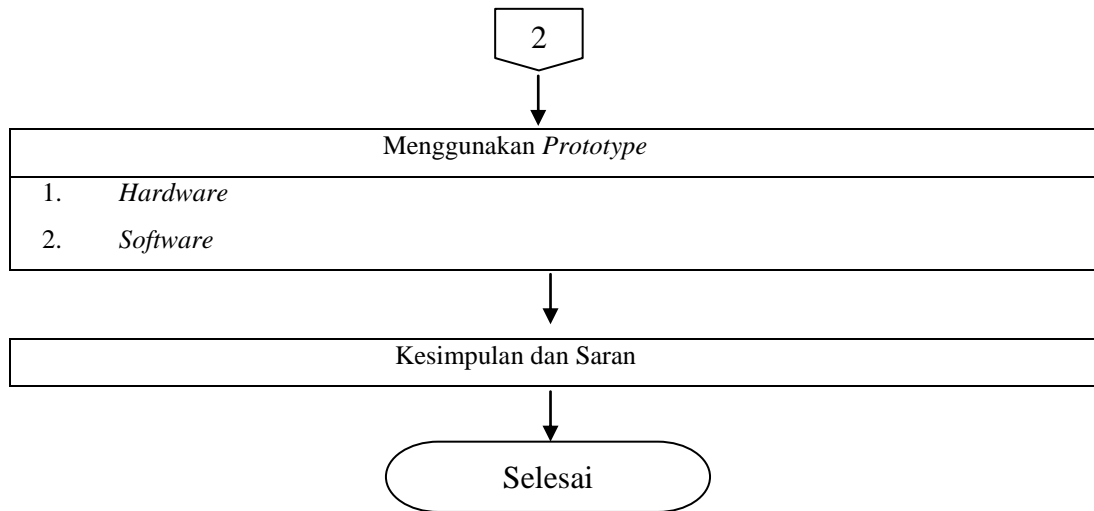 2
Menggunakan Prototype
1. Hardware
2. Software
Kesimpulan dan Saran
Selesai